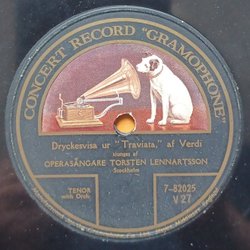 CONCERT RECORD "GRAMOPHONE"
Dryckesvisa ur "Traviata," af Verdi
sjunges af
OPERASÅNGARE TORSTEN LENNARTSSON
Stockholm
TENOR
with Orch.
7-82025
V 27